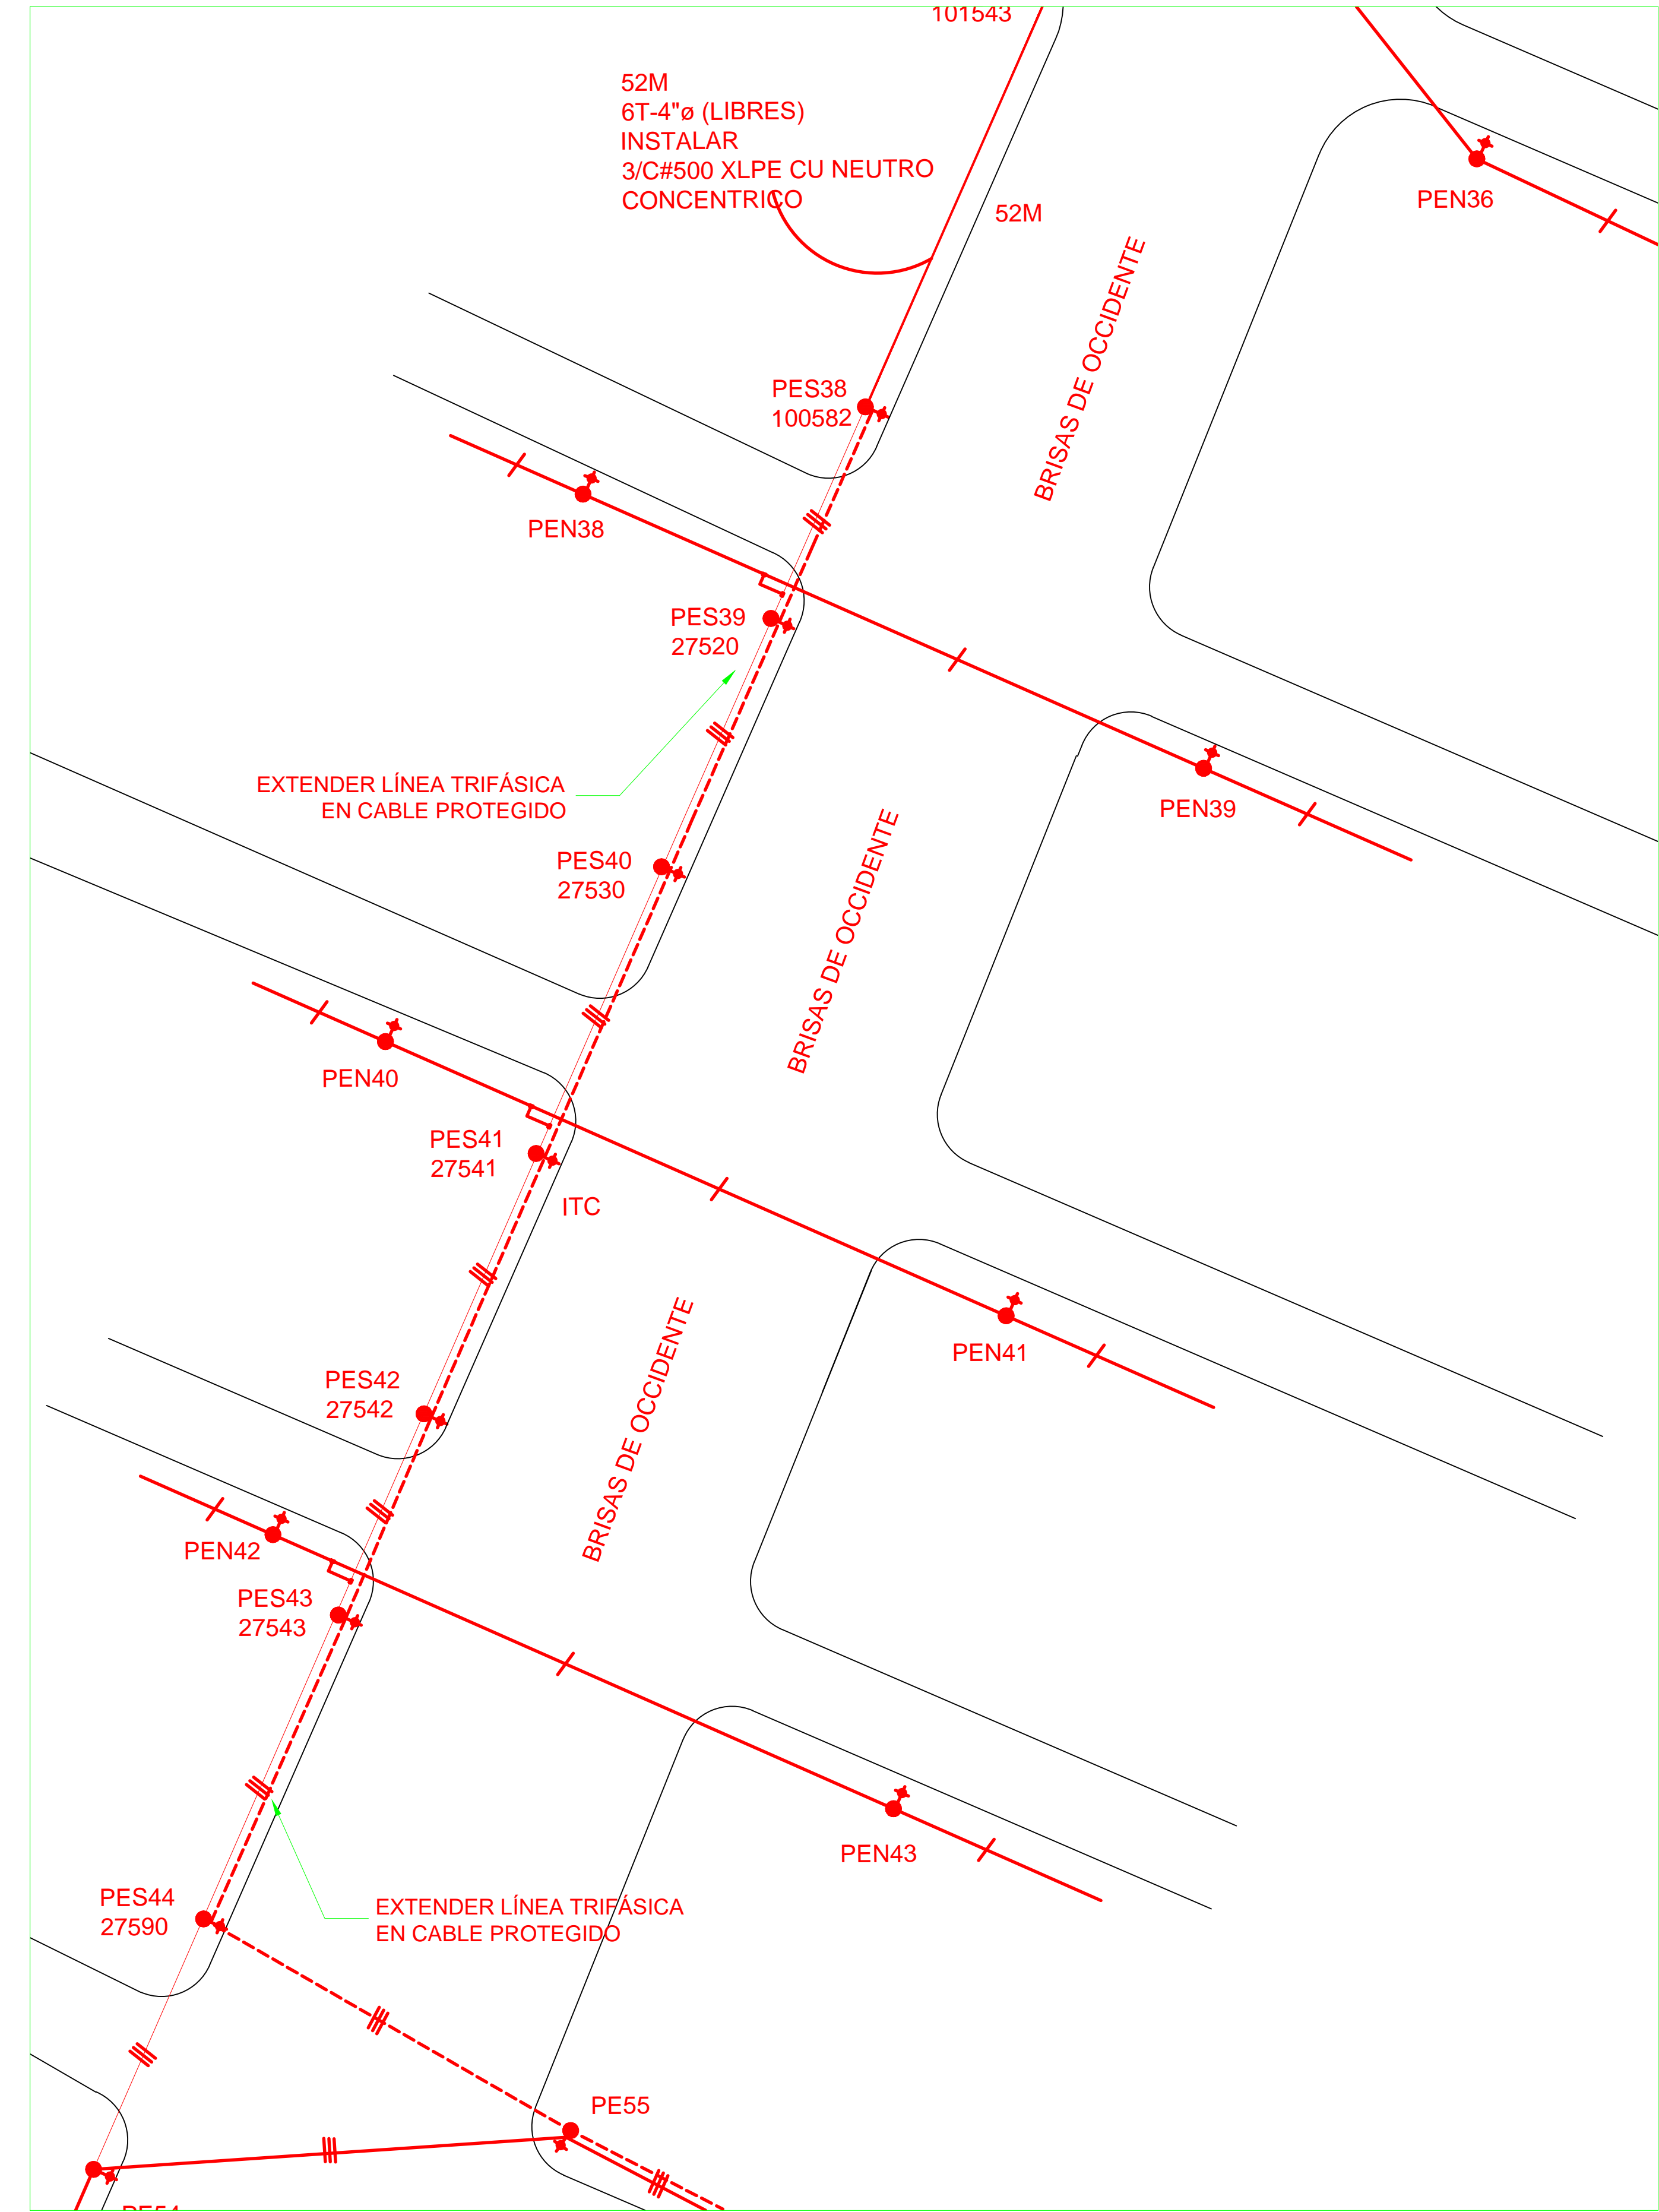 101543
52M
6T-4"ø (LIBRES)
INSTALAR
3/C#500 XLPE CU NEUTRO
CONCENTRICO
52M
PEN36
BRISAS DE OCCIDENTE
PES38
100582
PEN38
PES39
27520
EXTENDER LÍNEA TRIFÁSICA
EN CABLE PROTEGIDO
PEN39
BRISAS DE OCCIDENTE
PES40
27530
PEN40
PES41
27541
ITC
PEN41
BRISAS DE OCCIDENTE
PES42
27542
PEN42
PES43
27543
PEN43
PES44
27590
EXTENDER LÍNEA TRIFÁSICA
EN CABLE PROTEGIDO
PE55
PE54